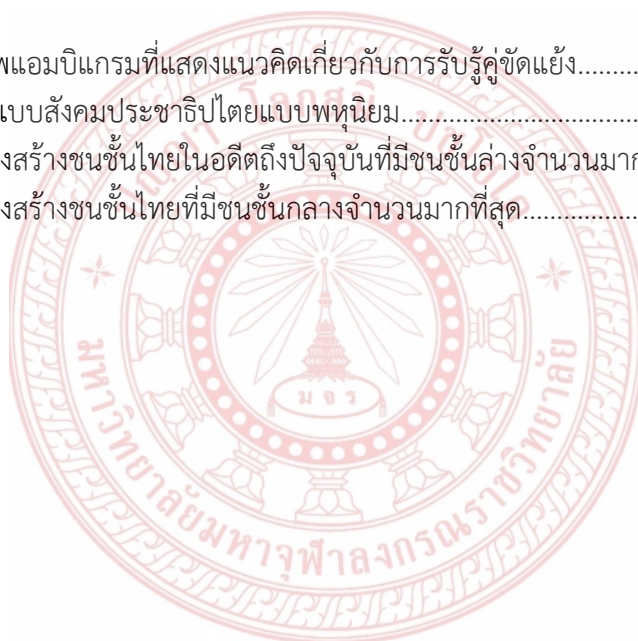 พแอมบิแกรมที่แสดงแนวคิดเกี่ยวกับการรับรู้คู่ขัดแย้ง.........
แบบสังคมประชาธิปไตยแบบพหุนิยม................................
งสร้างชนชั้นไทยในอดีตถึงปัจจุบันที่มีชนชั้นล่างจำนวนมาก
งสร้างชนชั้นไทยที่มีชนชั้นกลางจำนวนมากที่สุด.................
ม จ ร
มหาวิทยาลัยมหาจุฬาลงกรณราชวิทยาลัย